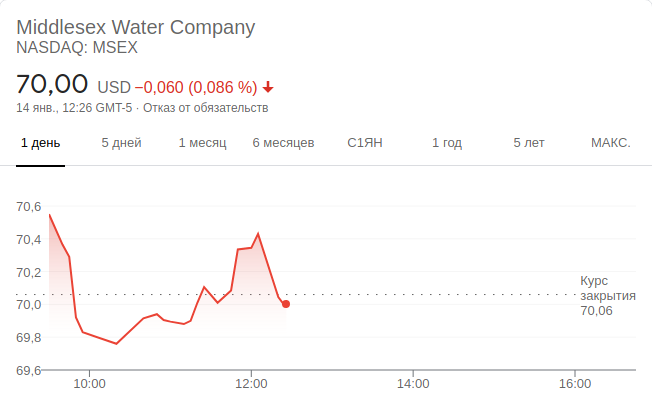 Middlesex Water Company
NASDAQ: MSEX
70,00 USD −0,060 (0,086 %)
14 янв., 12:26 GMT-5 · Отказ от обязательств
1 день 5 дней 1 месяц 6 месяцев С1ЯН 1 год 5 лет МАКС.
70,6
70,4
70,2
Курс
закрытия
70,06
70,0
69,8
69,6
10:00 12:00 14:00 16:00